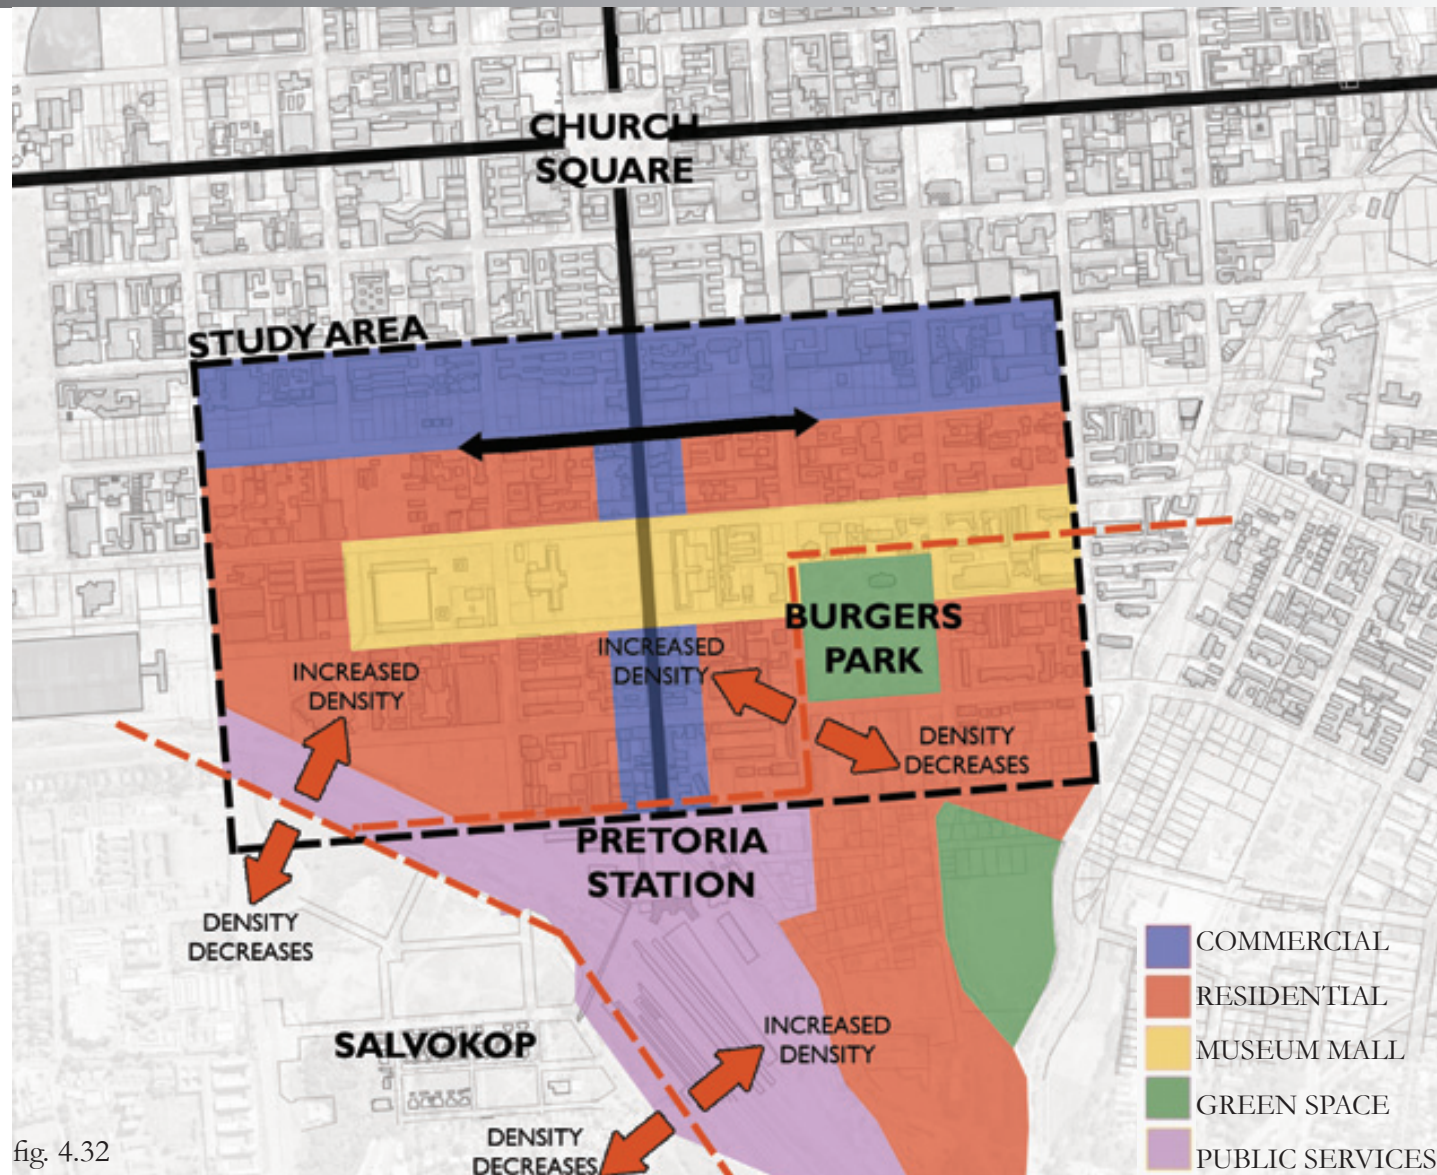 CHURCH
SQUARE
STUDY AREA
BURGERS
PARK
INCREASED
DENSITY
INCREASED
DENSITY
DENSITY
DECREASES
PRETORIA
STATION
DENSITY
DECREASES
SALVOKOP
INCREASED
DENSITY
DENSITY
DECREASES
COMMERCIAL
RESIDENTIAL
MUSEUM MALL
GREEN SPACE
PUBLIC SERVICES
fig. 4.32